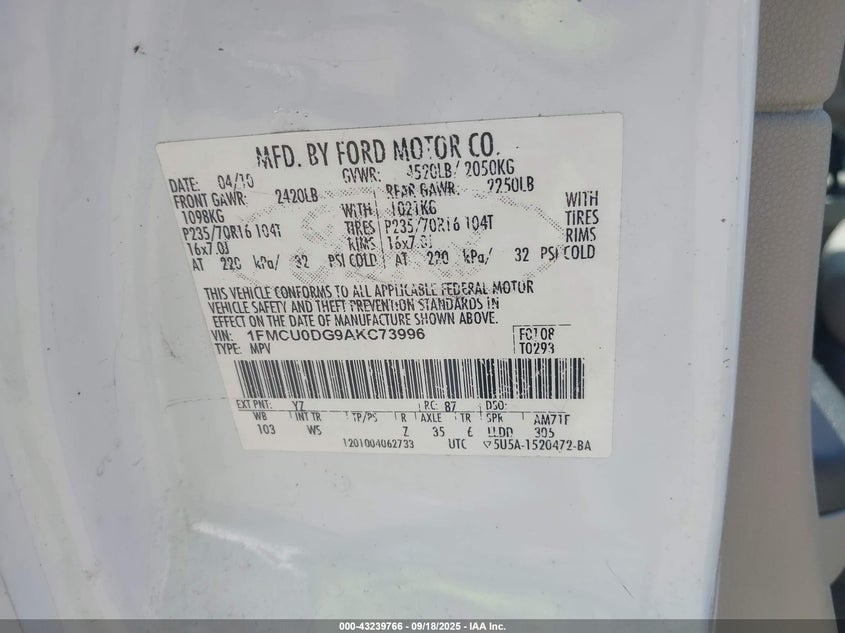 MFD. BY FORD MOTOR CO.
DATE: 04/10 GVWR: 4520LB/ 2050KG
FRONT GAWR: 2420LB REAR GAWR: 2250LB
1098KG WITH 1021KG WITH
P235/70R16 104T TIRES P235/70R16 104T TIRES
16x7.0J RIMS 16x7.0J RIMS
AT 220 kPa/ 32 PSI COLD AT 220 kPa/ 32 PSI COLD
THIS VEHICLE CONFORMS TO ALL APPLICABLE FEDERAL MOTOR
VEHICLE SAFETY AND THEFT PREVENTION STANDARDS IN
EFFECT ON THE DATE OF MANUFACTURE SHOWN ABOVE.
VIN: 1FMCU0DG9AKC73996 F0108
TYPE: MPV T0293
EXT PNT: YZ RC: 87 DSO:
WB INT TR TP/PS R AXLE TR SPR
103 WS Z 35 6 306
1201004062733 UTC 5U5A-1520472-BA
000-43239766 - 09/18/2025 - IAA Inc.